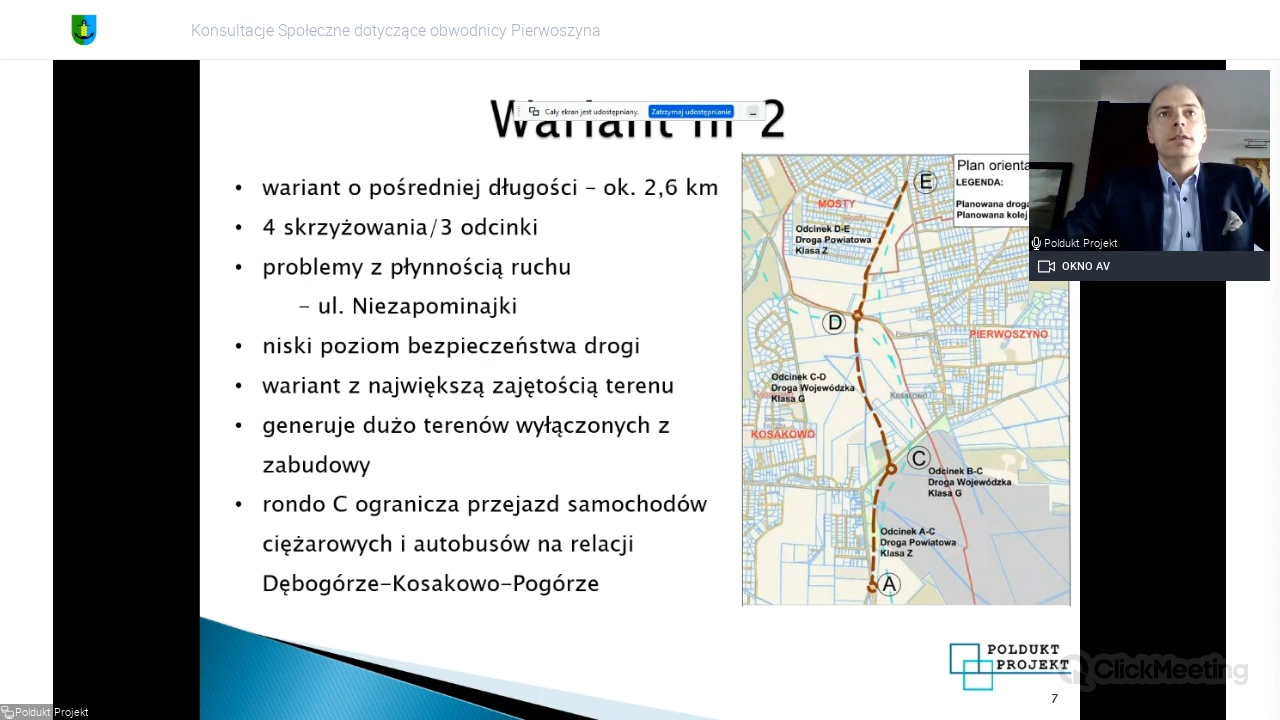 Konsultacje Społeczne dotyczące obwodnicy Pierwoszyna
Cały ekran jest udostępniany.
Zatrzymaj udostępnianie
Wariant nr 2
• wariant o pośredniej długości – ok. 2,6 km
• 4 skrzyżowania/3 odcinki
• problemy z płynnością ruchu
– ul. Niezapominajki
• niski poziom bezpieczeństwa drogi
• wariant z największą zajętością terenu
• generuje dużo terenów wyłączonych z
zabudowy
• rondo C ogranicza przejazd samochodów
ciężarowych i autobusów na relacji
Dębogórze-Kosakowo-Pogórze
Plan orienta
LEGENDA:
Planowana droga
Planowana kolej
E
MOSTY
Odcinek D-E
Droga Powiatowa
Klasa Z
D
PIERWOSZYNO
Odcinek C-D
Droga Wojewódzka
Klasa G
Kosakowo
KOSAKOWO
C
Odcinek B-C
Droga Wojewódzka
Klasa G
Odcinek A-C
Droga Powiatowa
Klasa Z
A
Poldukt Projekt
OKNO AV
POLDUKT
PROJEKT
ClickMeeting
7
Poldukt Projekt